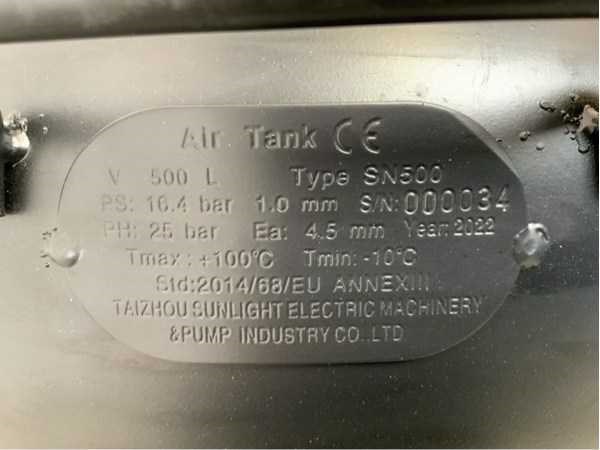 Air Tank CE
V 500 L Type SN500
PS: 16.4 bar 1.0 mm S/N: 000034
PH: 25 bar Ea: 4.5 mm Year: 2022
Tmax: +100°C Tmin: -10°C
Std:2014/68/EU ANNEXIII
TAIZHOU SUNLIGHT ELECTRIC MACHINERY
&PUMP INDUSTRY CO.,LTD